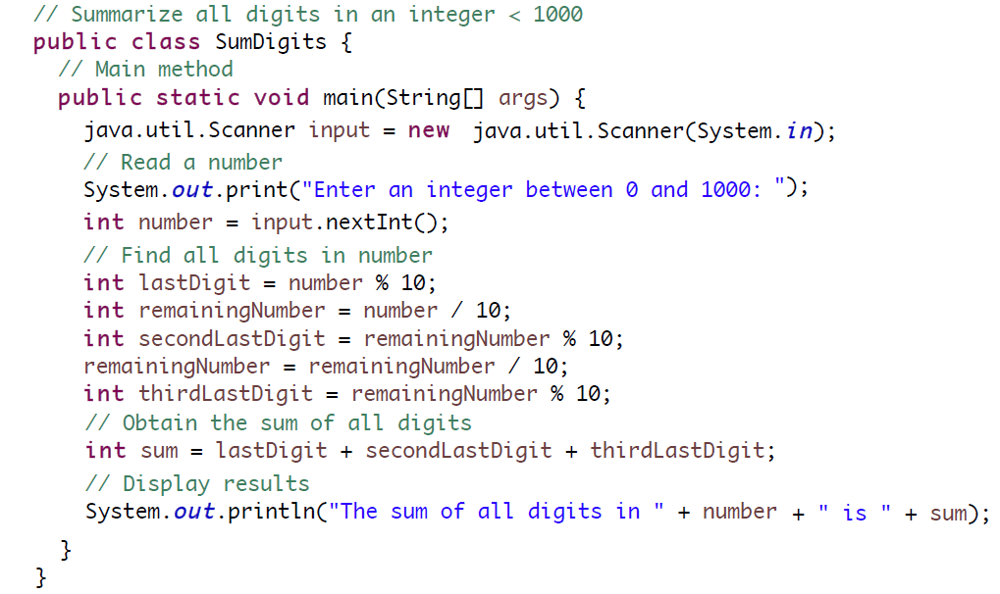 // Summarize all digits in an integer < 1000
public class SumDigits {
// Main method
public static void main(String[] args) {
java.util.Scanner input = new java.util.Scanner(System.in);
// Read a number
System.out.print("Enter an integer between 0 and 1000: ");
int number = input.nextInt();
// Find all digits in number
int lastDigit = number % 10;
int remainingNumber = number / 10;
int secondLastDigit = remainingNumber % 10;
remainingNumber = remainingNumber / 10;
int thirdLastDigit = remainingNumber % 10;
// Obtain the sum of all digits
int sum = lastDigit + secondLastDigit + thirdLastDigit;
// Display results
System.out.println("The sum of all digits in " + number + " is " + sum);
}
}